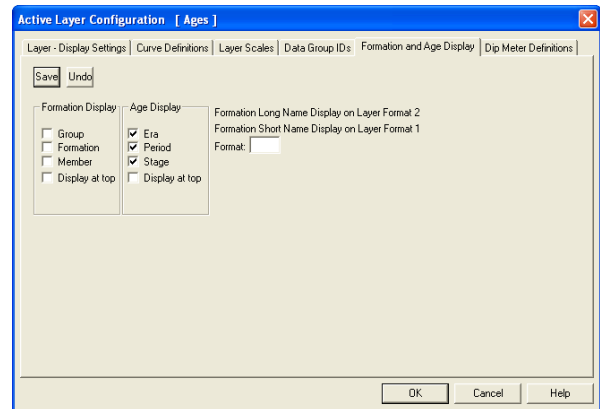 Active Layer Configuration [ Ages ]
Layer - Display Settings Curve Definitions Layer Scales Data Group IDs Formation and Age Display Dip Meter Definitions
Save Undo
Formation Display
Group
Formation
Member
Display at top
Age Display
Era
Period
Stage
Display at top
Formation Long Name Display on Layer Format 2
Formation Short Name Display on Layer Format 1
Format:
OK Cancel Help